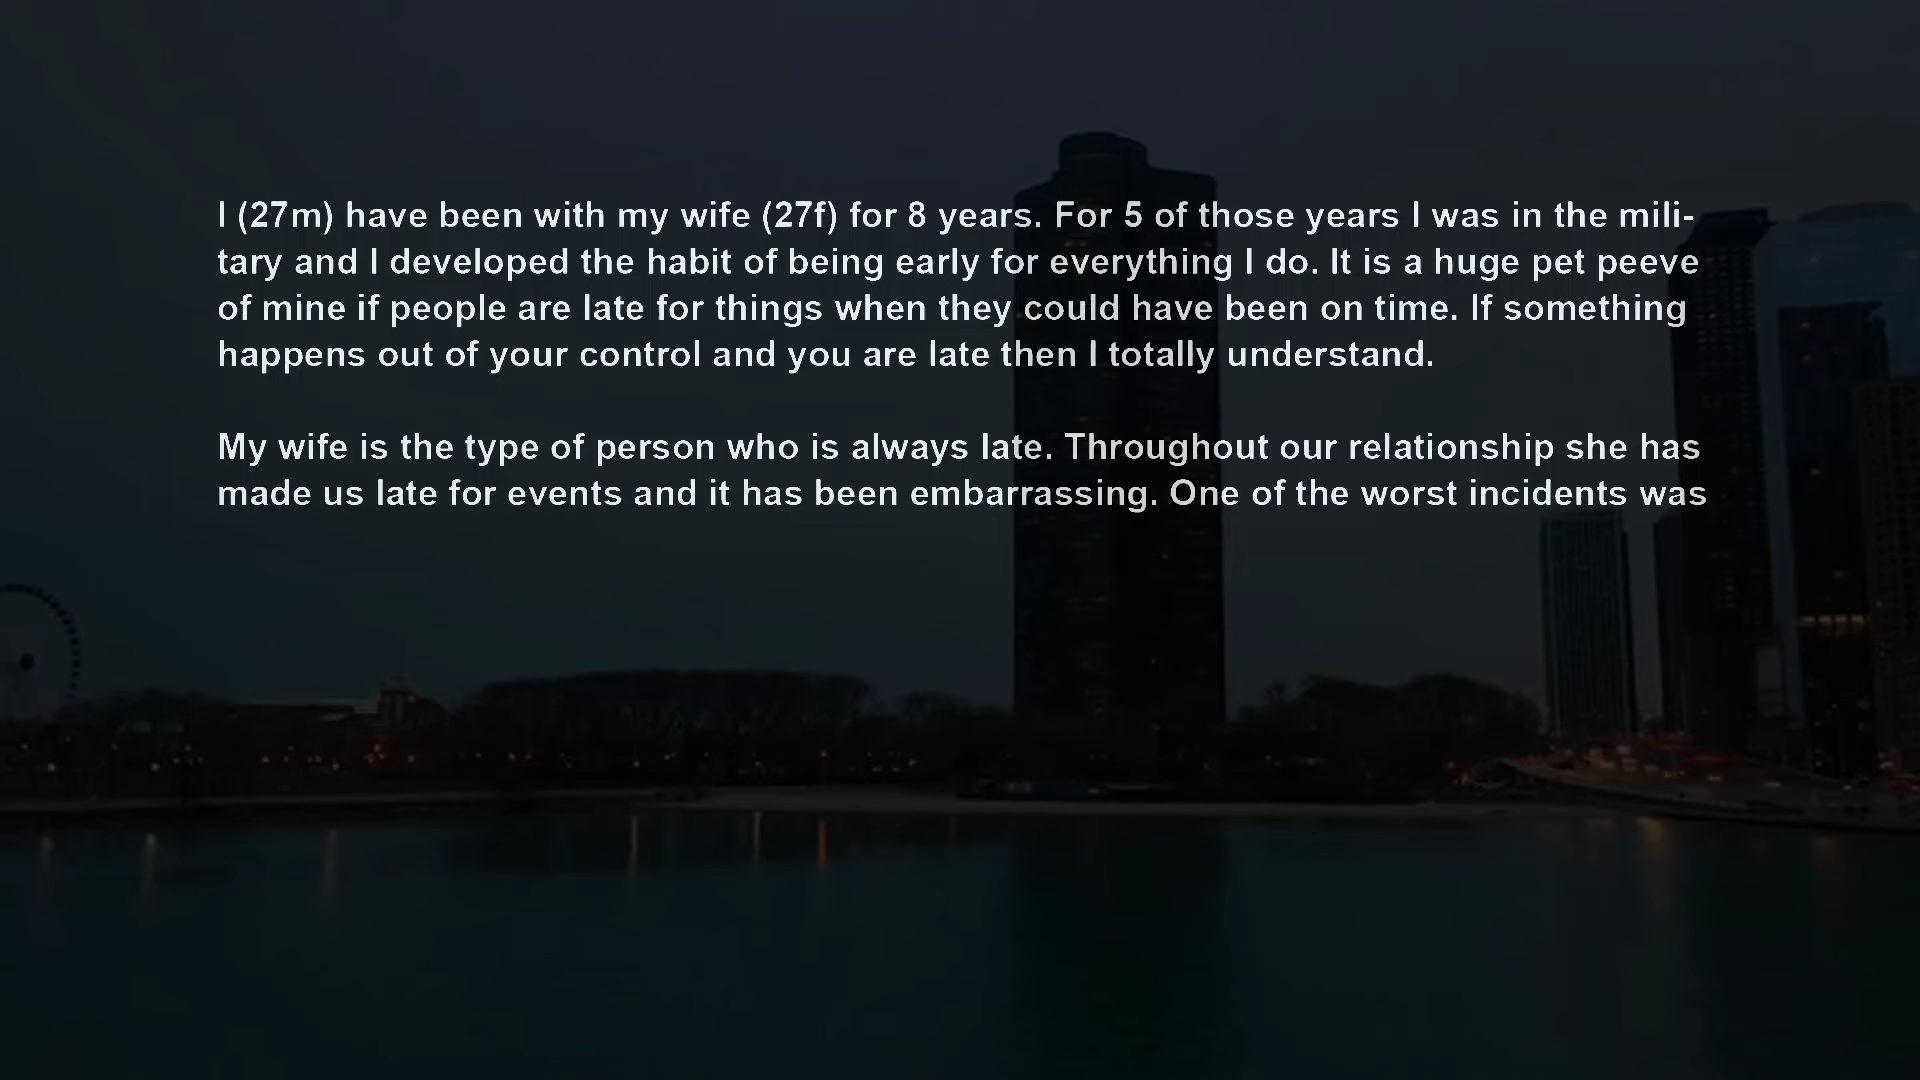 I (27m) have been with my wife (27f) for 8 years. For 5 of those years I was in the mili-
tary and I developed the habit of being early for everything I do. It is a huge pet peeve
of mine if people are late for things when they could have been on time. If something
happens out of your control and you are late then I totally understand.
My wife is the type of person who is always late. Throughout our relationship she has
made us late for events and it has been embarrassing. One of the worst incidents was